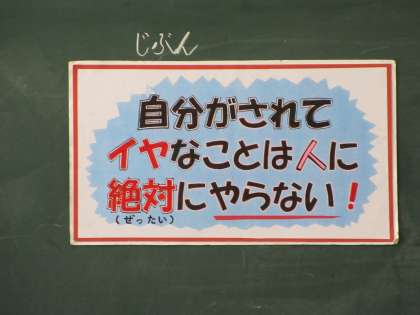 じぶん
自分がされて
イヤなことは人に
絶対にやらない！
（ぜったい）